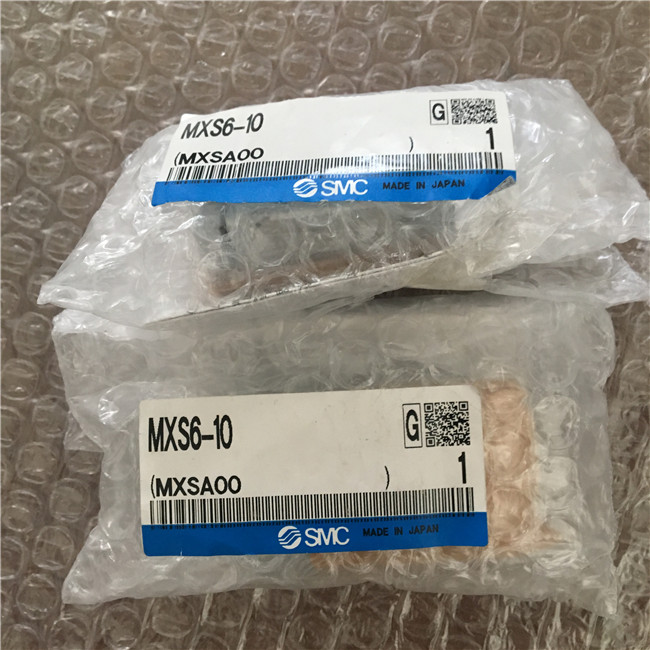 MXS6-10
G
(MXSA00 )
1
SMC MADE IN JAPAN
MXS6-10
G
(MXSA00 )
1
SMC MADE IN JAPAN